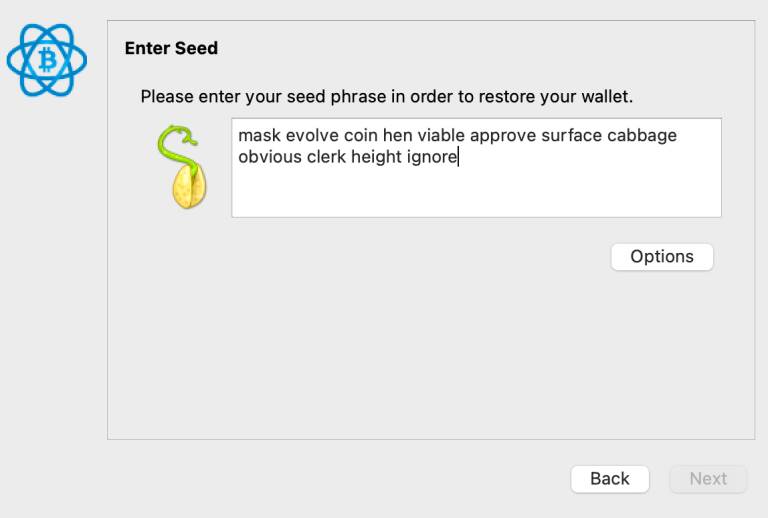 Enter Seed
Please enter your seed phrase in order to restore your wallet.
mask evolve coin hen viable approve surface cabbage
obvious clerk height ignore
Options
Back
Next